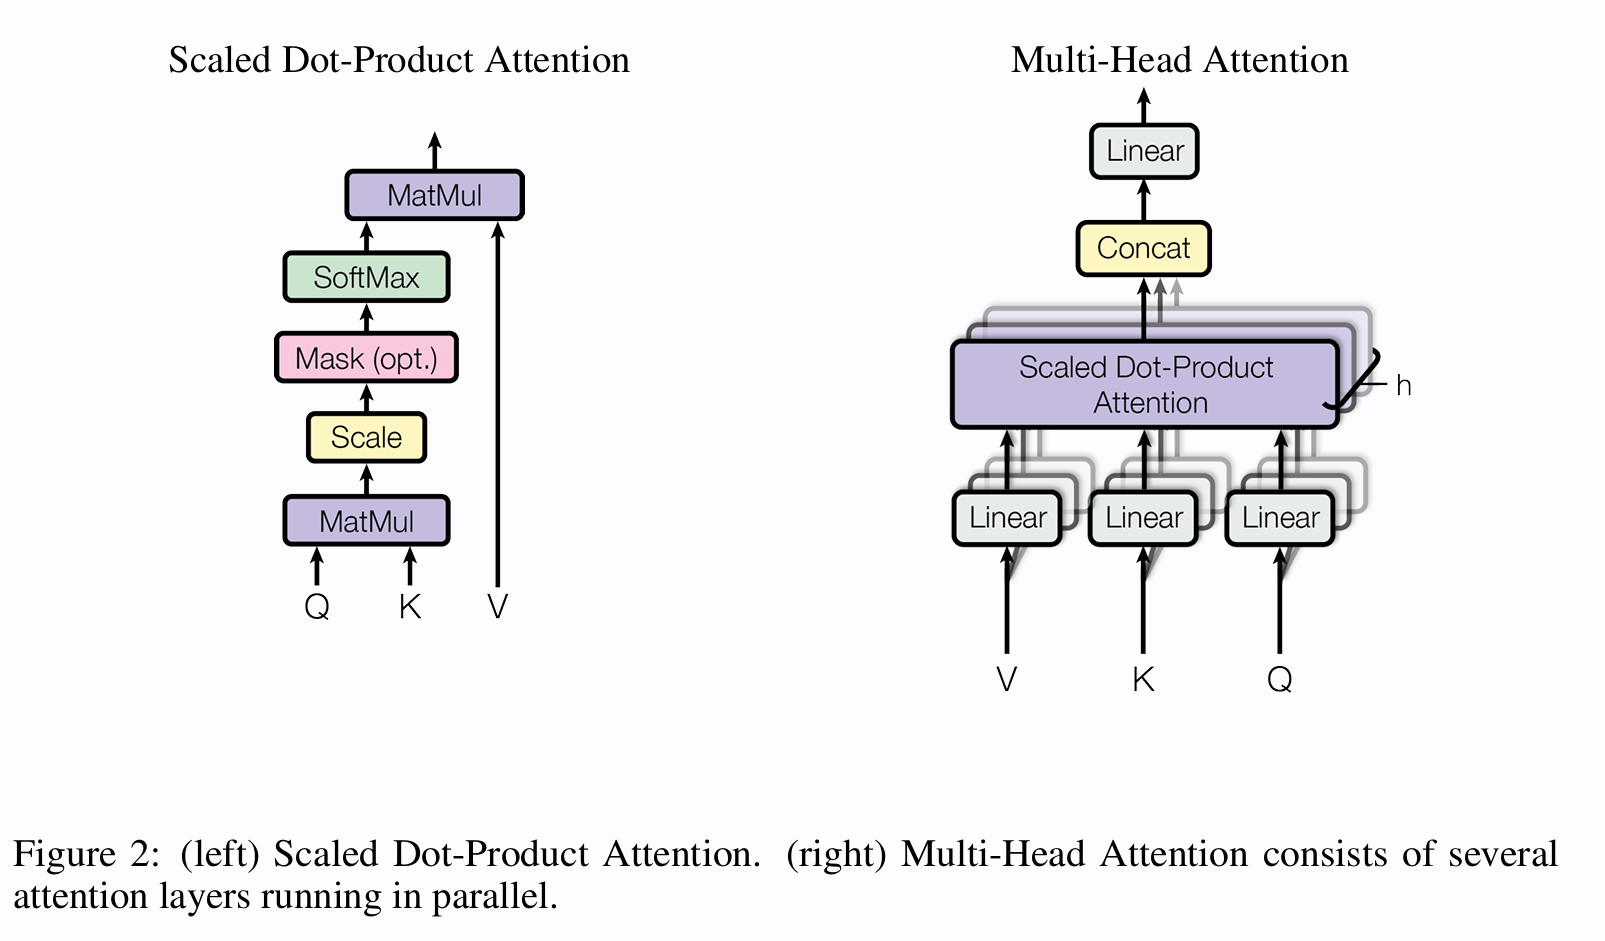 Scaled Dot-Product Attention
MatMul
SoftMax
Mask (opt.)
Scale
MatMul
Q K V
Multi-Head Attention
Linear
Concat
Scaled Dot-Product
Attention
h
Linear Linear Linear
V K Q
Figure 2: (left) Scaled Dot-Product Attention. (right) Multi-Head Attention consists of several
attention layers running in parallel.